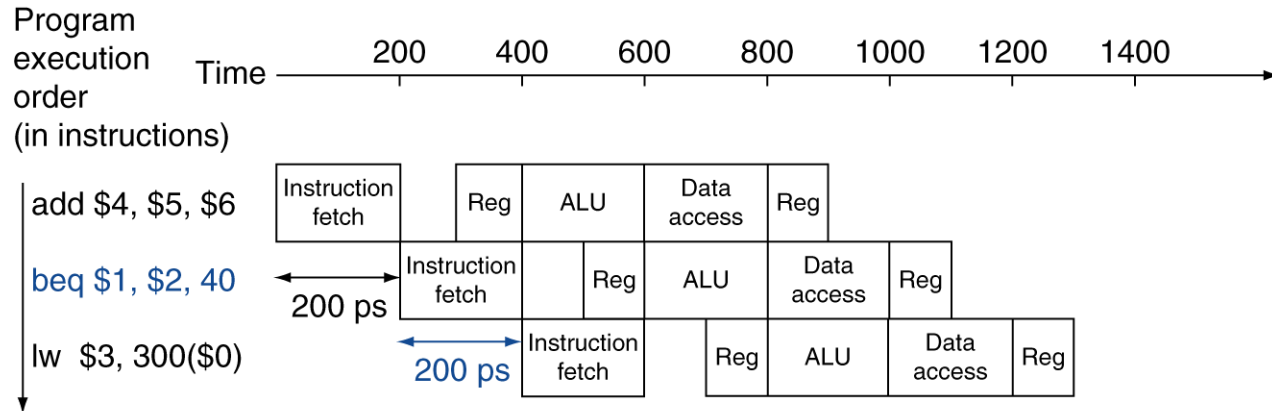 Program
execution
order
(in instructions)
Time
200 400 600 800 1000 1200 1400
add $4, $5, $6
Instruction
fetch
Reg
ALU
Data
access
Reg
beq $1, $2, 40
200 ps
Instruction
fetch
Reg
ALU
Data
access
Reg
lw $3, 300($0)
200 ps
Instruction
fetch
Reg
ALU
Data
access
Reg